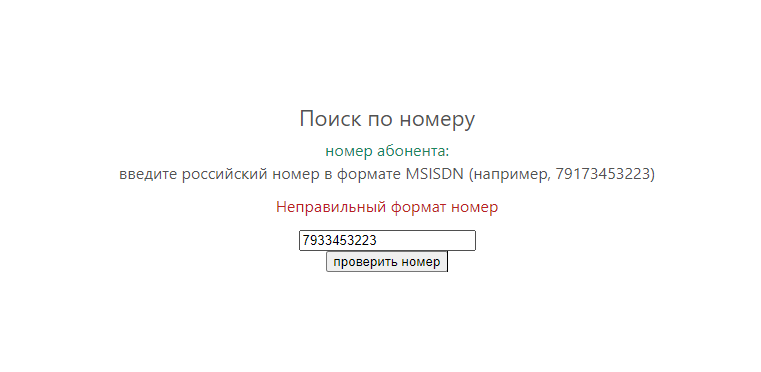 Поиск по номеру
номер абонента:
введите российский номер в формате MSISDN (например, 79173453223)
Неправильный формат номер
7933453223
проверить номер